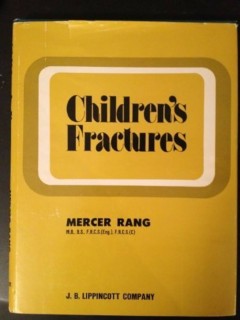 Children's
Fractures
MERCER RANG
M.B., B.S., F.R.C.S.(Eng.), F.R.C.S.(C)
J. B. LIPPINCOTT COMPANY